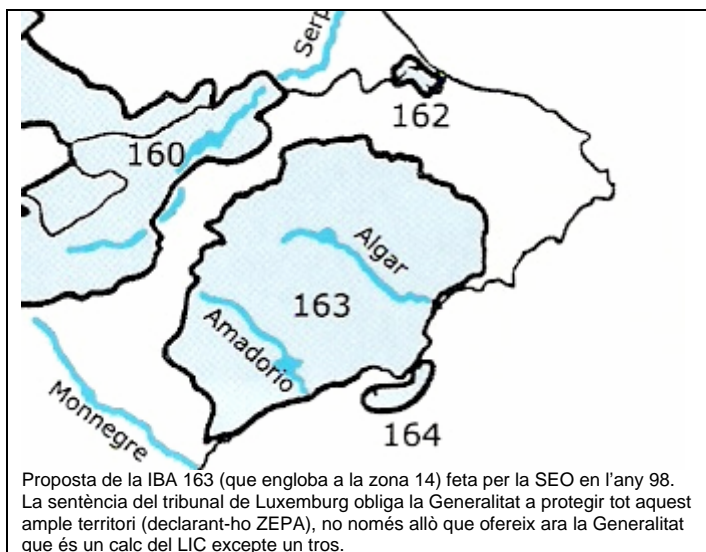 Serp
162
160
Algar
163
Amadorio
Monnegre
164
Proposta de la IBA 163 (que engloba a la zona 14) feta per la SEO en l'any 98.
La sentència del tribunal de Luxemburg obliga la Generalitat a protegir tot aquest
ample territori (declarant-ho ZEPA), no només allò que ofereix ara la Generalitat
que és un calc del LIC excepte un tros.